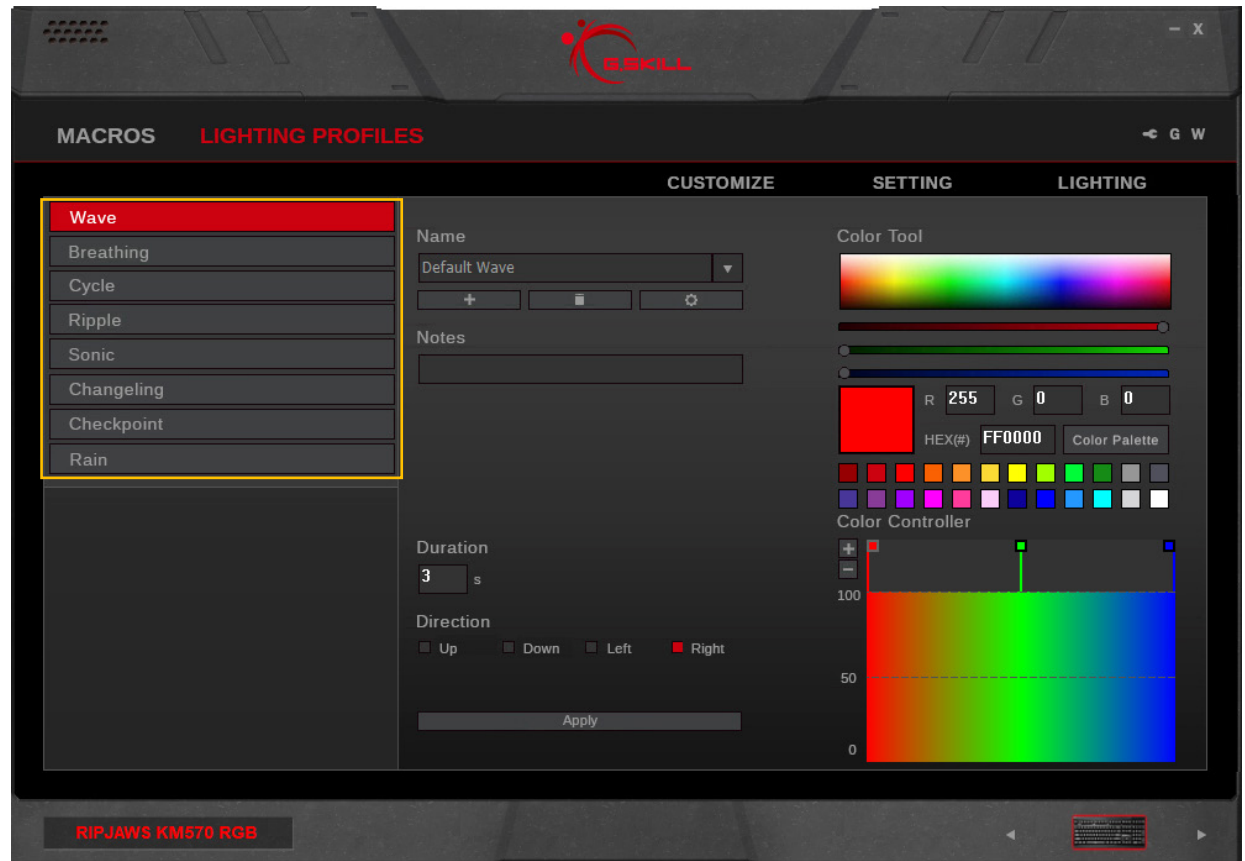 G.SKILL
– X
MACROS LIGHTING PROFILES
G W
CUSTOMIZE SETTING LIGHTING
Wave
Breathing
Cycle
Ripple
Sonic
Changeling
Checkpoint
Rain
Name
Default Wave
Notes
Duration
3 s
Direction
Up Down Left Right
Apply
Color Tool
R 255 G 0 B 0
HEX(#) FF0000 Color Palette
Color Controller
+
–
100
50
0
RIPJAWS KM570 RGB